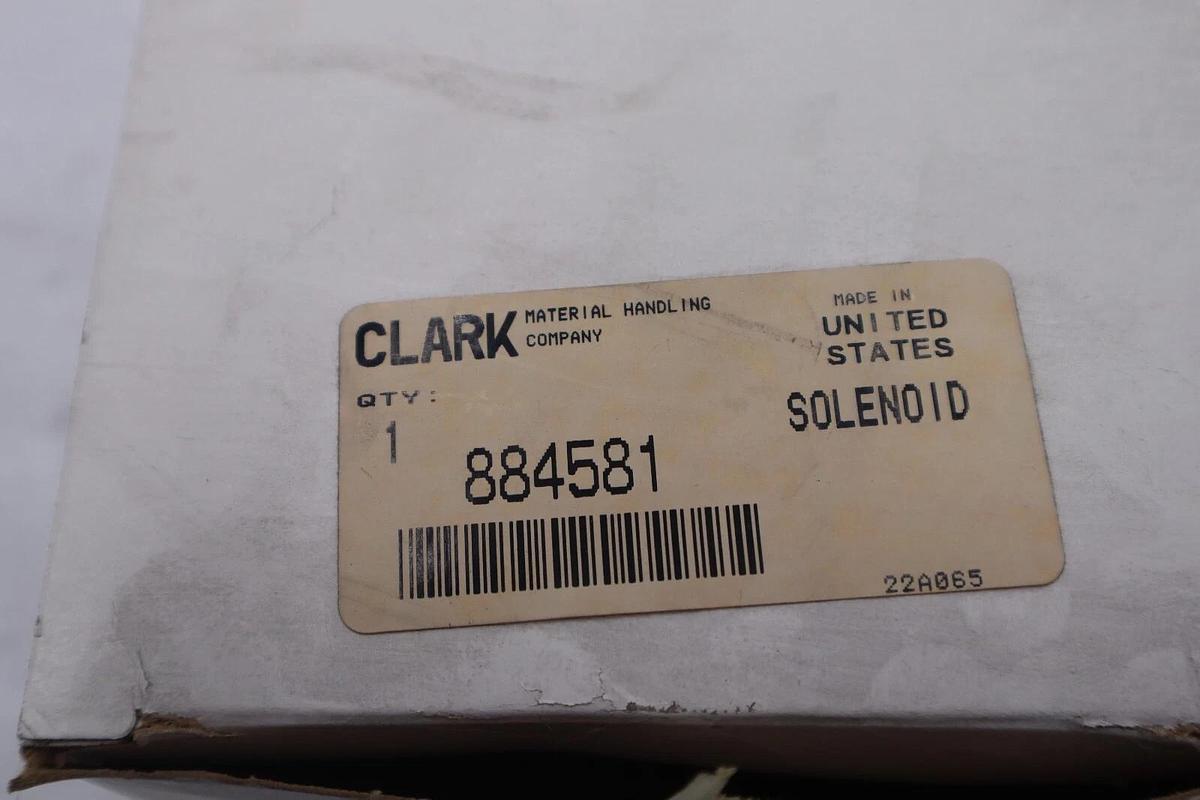 CLARK MATERIAL HANDLING
COMPANY
MADE IN
UNITED
STATES
QTY:
1
884581
SOLENOID
22A065